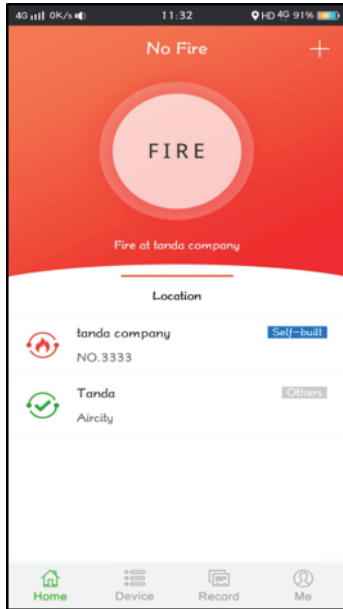 4G 0K/s 11:32 HD 4G 91%
No Fire
FIRE
Fire at tanda company
Location
tanda company Self-built
NO.3333
Tanda Others
Aircity
Home Device Record Me